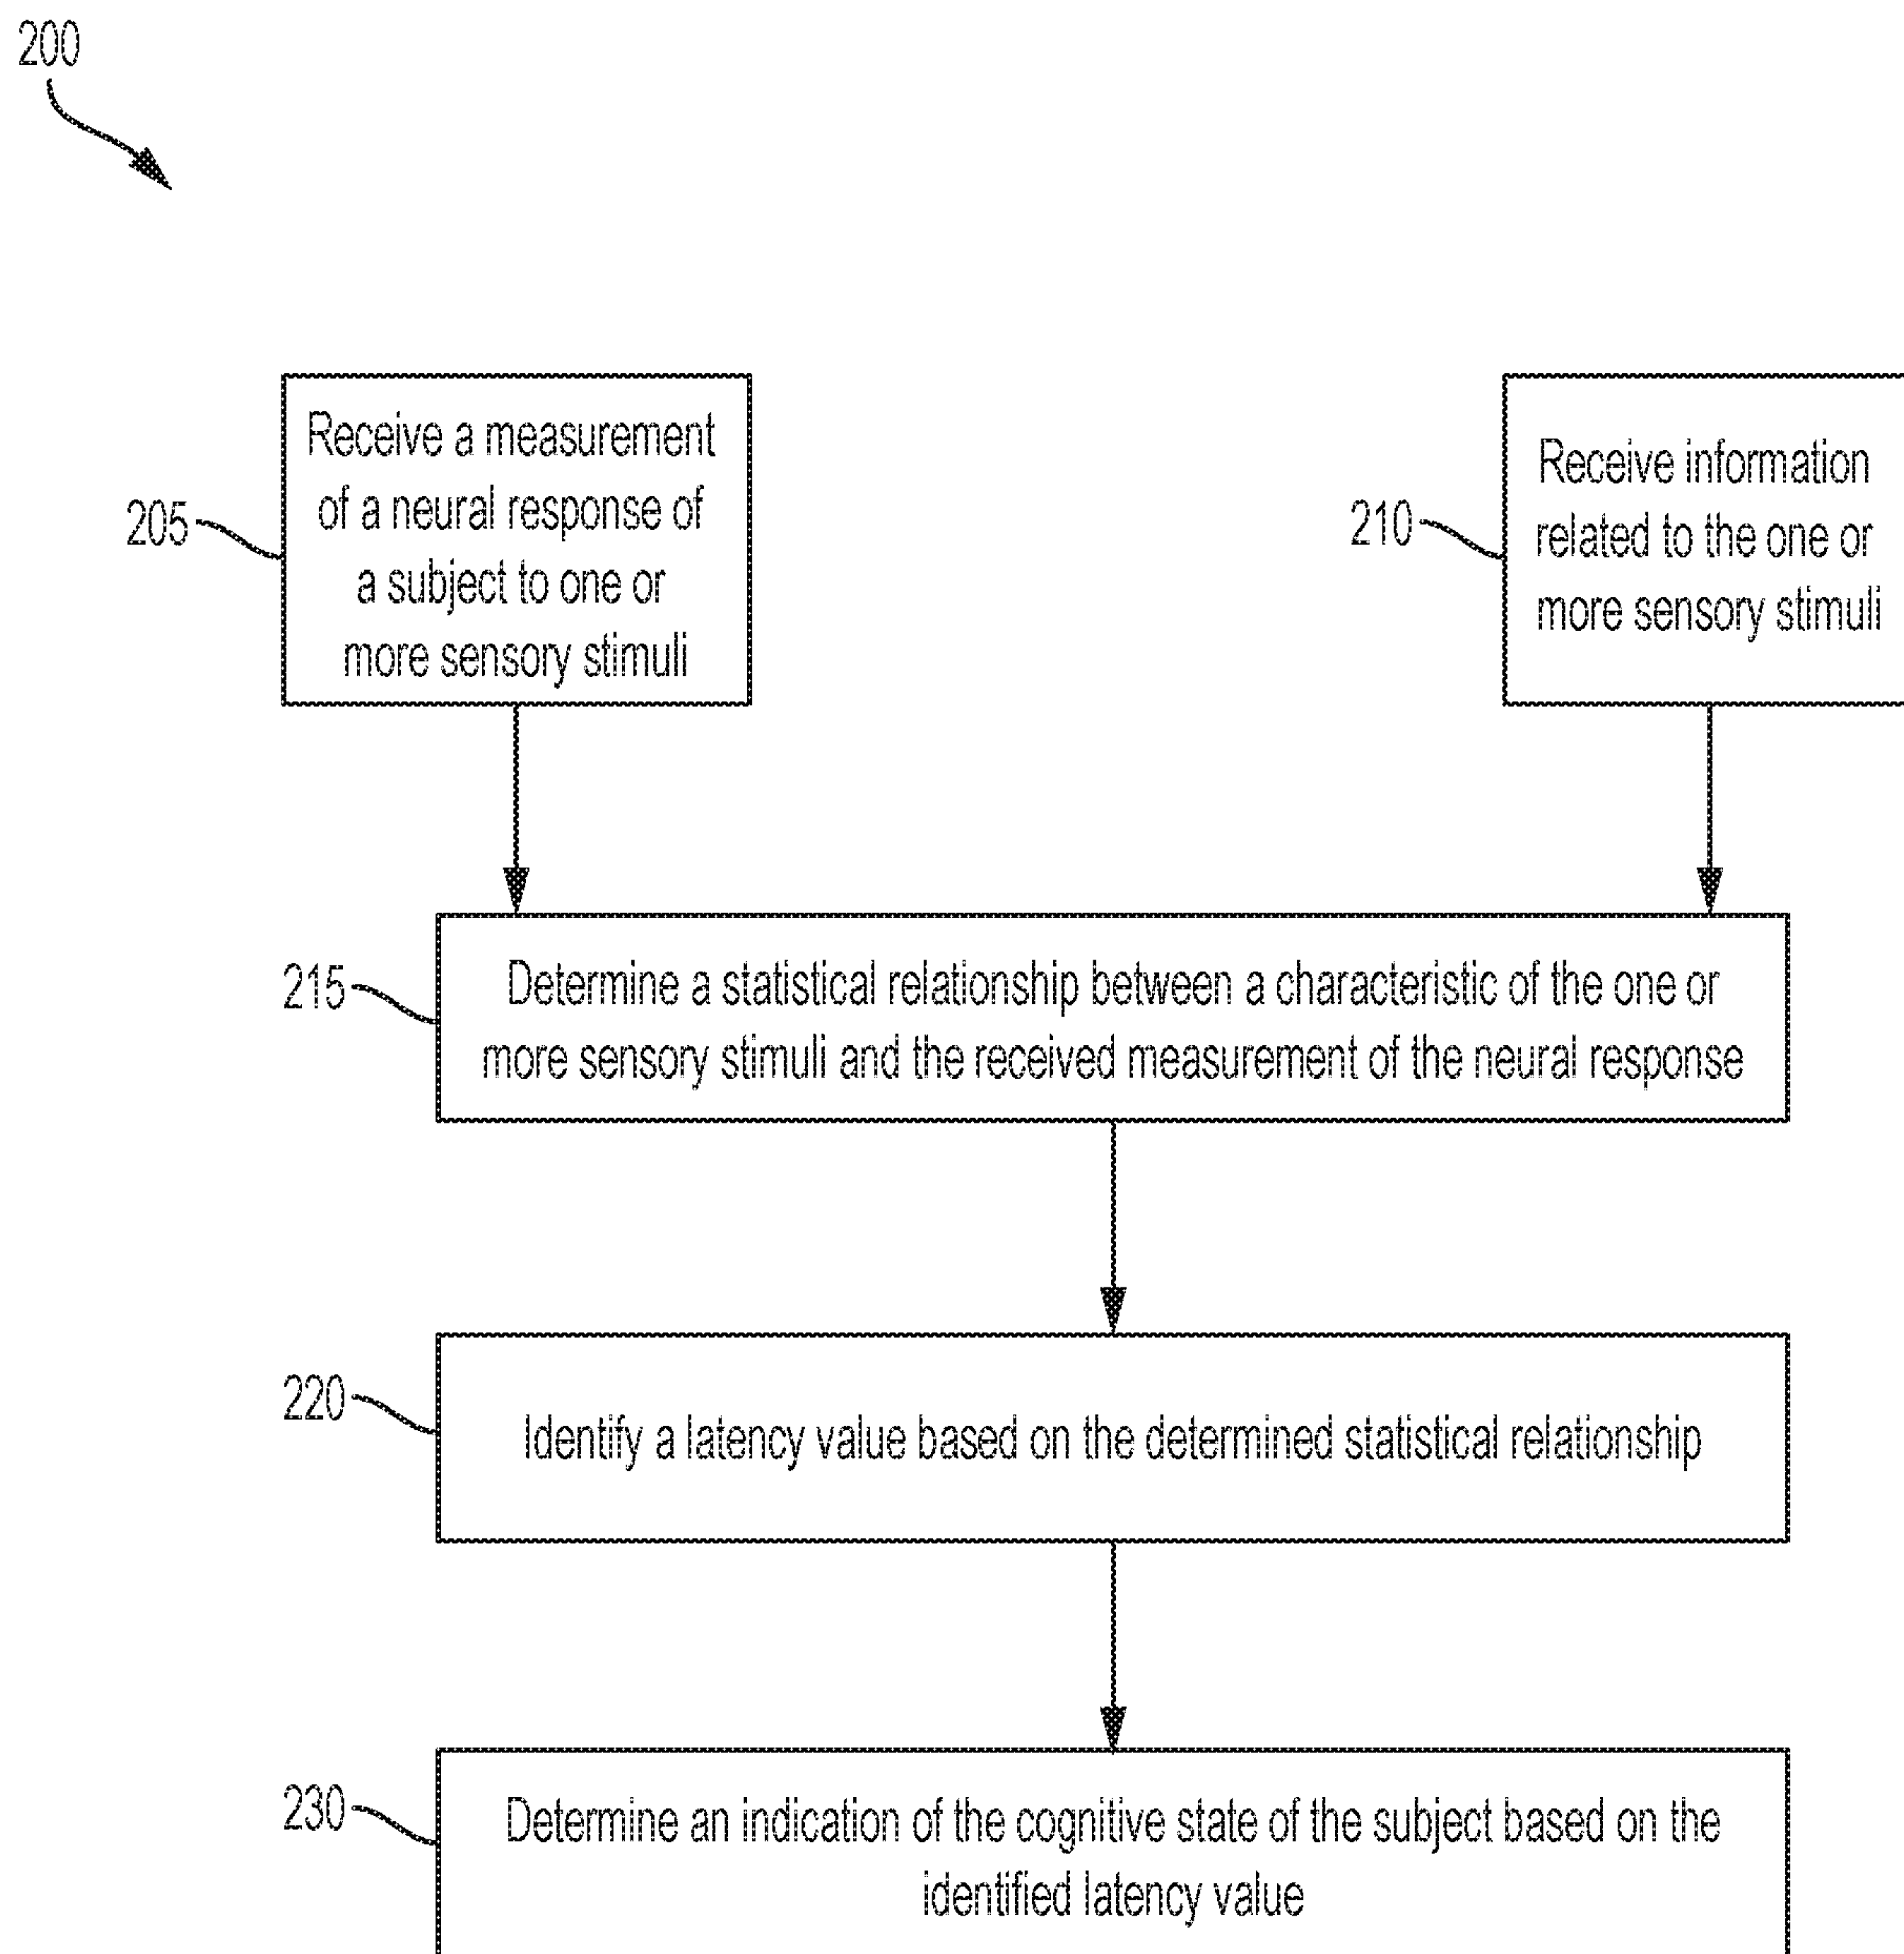 200
205
Receive a measurement
of a neural response of
a subject to one or
more sensory stimuli
210
Receive information
related to the one or
more sensory stimuli
215
Determine a statistical relationship between a characteristic of the one or
more sensory stimuli and the received measurement of the neural response
220
Identify a latency value based on the determined statistical relationship
230
Determine an indication of the cognitive state of the subject based on the
identified latency value